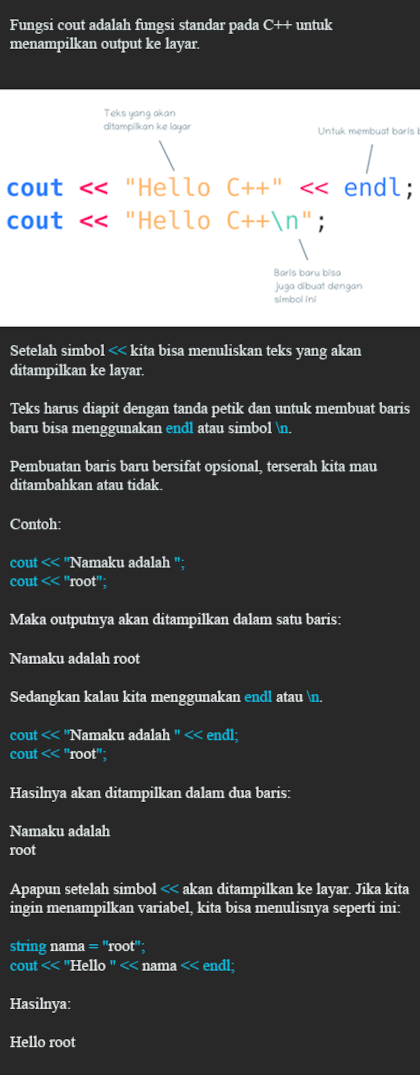 Fungsi cout adalah fungsi standar pada C++ untuk
menampilkan output ke layar.
Teks yang akan
ditampilkan ke layar
Untuk membuat baris
cout << "Hello C++" << endl;
cout << "Hello C++\n";
Baris baru bisa
juga dibuat dengan
simbol ini
Setelah simbol << kita bisa menuliskan teks yang akan
ditampilkan ke layar.
Teks harus diapit dengan tanda petik dan untuk membuat baris
baru bisa menggunakan endl atau simbol \n.
Pembuatan baris baru bersifat opsional, terserah kita mau
ditambahkan atau tidak.
Contoh:
cout << "Namaku adalah ";
cout << "root";
Maka outputnya akan ditampilkan dalam satu baris:
Namaku adalah root
Sedangkan kalau kita menggunakan endl atau \n.
cout << "Namaku adalah " << endl;
cout << "root";
Hasilnya akan ditampilkan dalam dua baris:
Namaku adalah
root
Apapun setelah simbol << akan ditampilkan ke layar. Jika kita
ingin menampilkan variabel, kita bisa menulisnya seperti ini:
string nama = "root";
cout << "Hello " << nama << endl;
Hasilnya:
Hello root